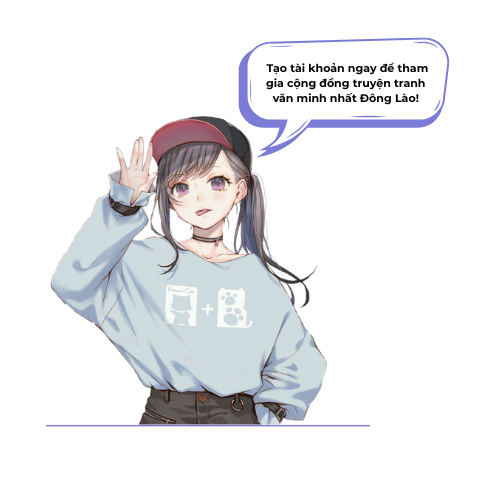 Tạo tài khoản ngay để tham
gia cộng đồng truyện tranh
văn minh nhất Đông Lào!
+